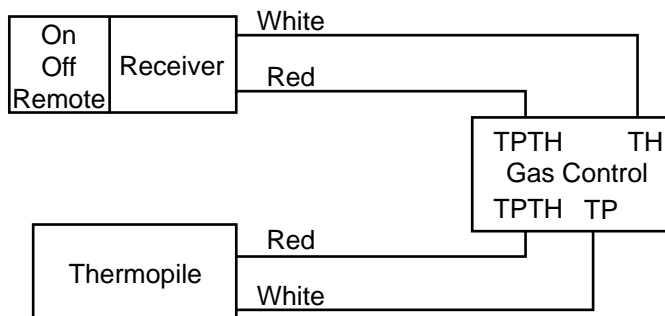 On
Off
Remote
Receiver
White
Red
TPTH TH
Gas Control
TPTH TP
Thermopile
Red
White